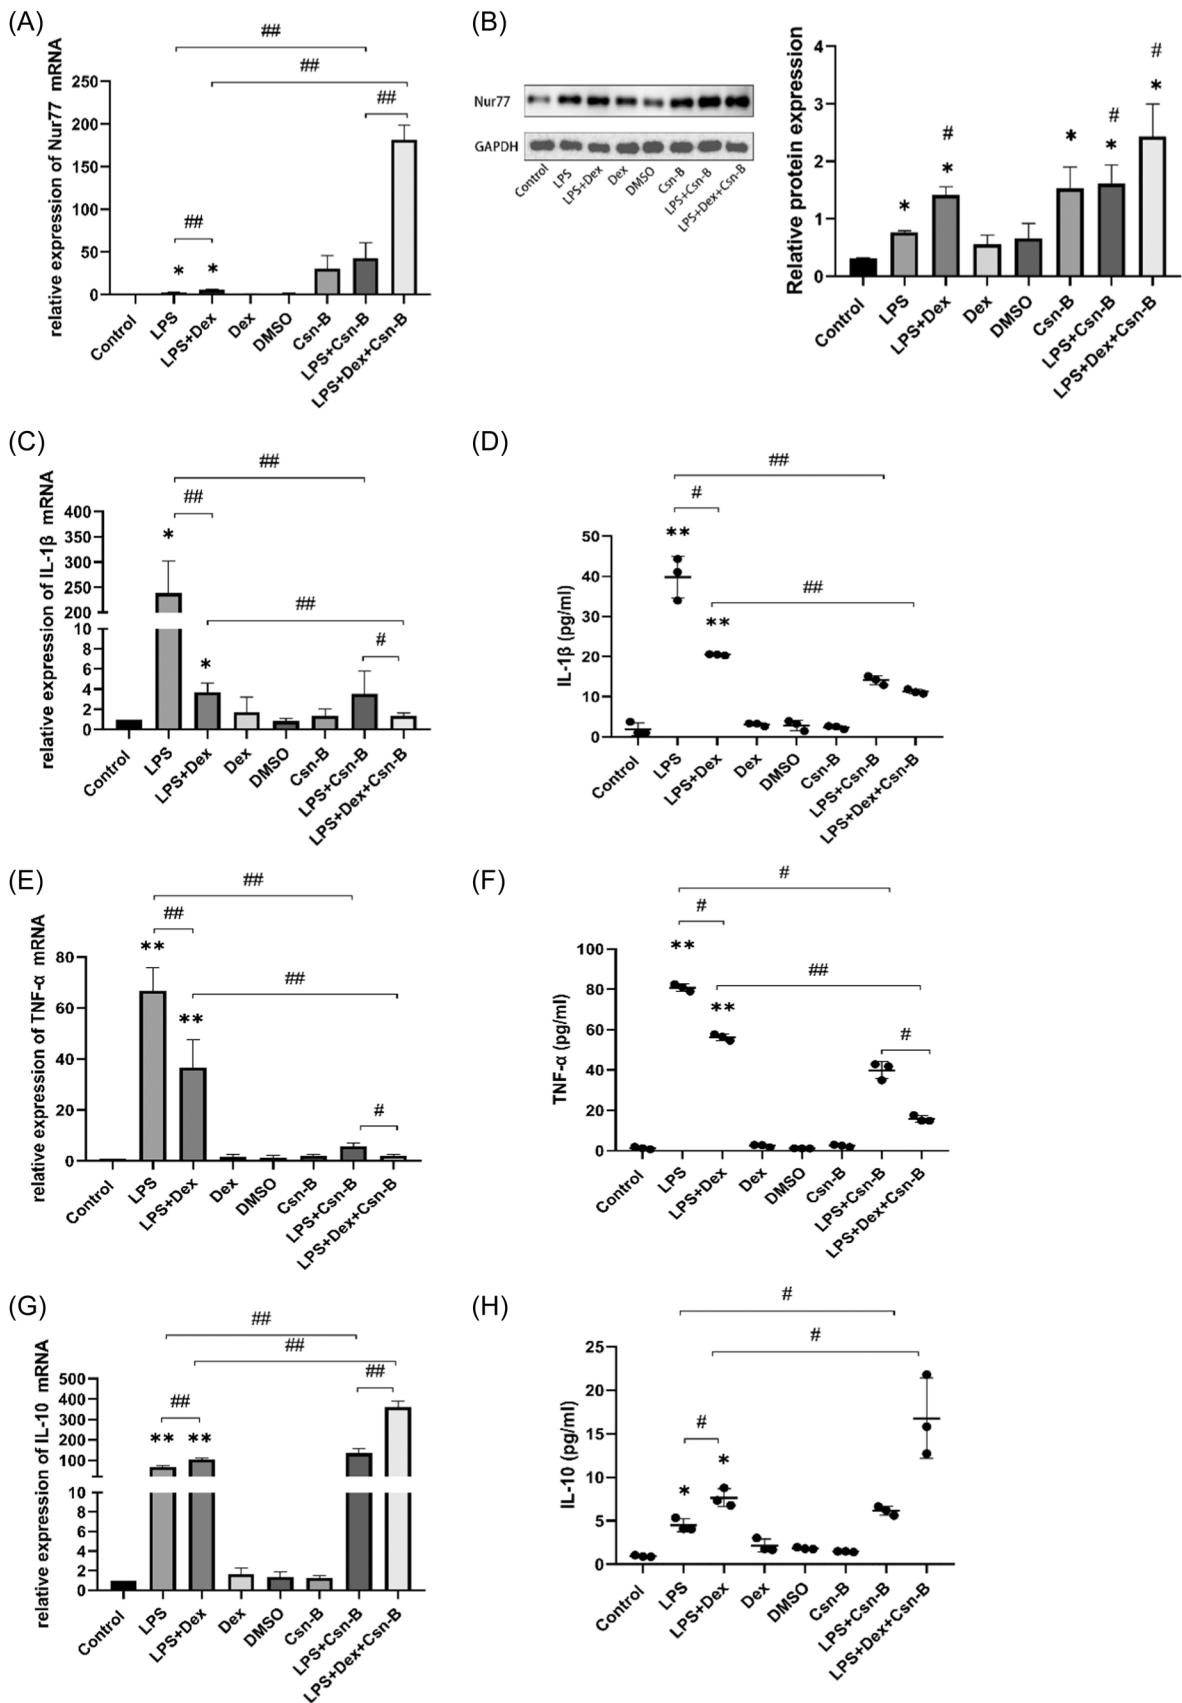 (A)
relative expression of Nur77 mRNA
##
##
##
##
*
*
250
200
150
100
50
0
Control
LPS
LPS+Dex
Dex
DMSO
Csn-B
LPS+Csn-B
LPS+Dex+Csn-B
(B)
Nur77
GAPDH
Control
LPS
LPS+Dex
Dex
DMSO
Csn-B
LPS+Csn-B
LPS+Dex+Csn-B
Relative protein expression
4
3
2
1
0
*
#
*
*
#
*
#
*
Control
LPS
LPS+Dex
Dex
DMSO
Csn-B
LPS+Csn-B
LPS+Dex+Csn-B
(C)
relative expression of IL-1β mRNA
##
##
*
##
*
#
400
350
300
250
200
10
8
6
4
2
0
Control
LPS
LPS+Dex
Dex
DMSO
Csn-B
LPS+Csn-B
LPS+Dex+Csn-B
(D)
IL-1β (pg/ml)
##
#
**
##
**
50
40
30
20
10
0
Control
LPS
LPS+Dex
Dex
DMSO
Csn-B
LPS+Csn-B
LPS+Dex+Csn-B
(E)
relative expression of TNF-α mRNA
##
##
**
##
**
#
80
60
40
20
0
Control
LPS
LPS+Dex
Dex
DMSO
Csn-B
LPS+Csn-B
LPS+Dex+Csn-B
(F)
TNF-α (pg/ml)
#
#
**
##
**
#
100
80
60
40
20
0
Control
LPS
LPS+Dex
Dex
DMSO
Csn-B
LPS+Csn-B
LPS+Dex+Csn-B
(G)
relative expression of IL-10 mRNA
##
##
##
##
**
**
500
400
300
200
100
10
8
6
4
2
0
Control
LPS
LPS+Dex
Dex
DMSO
Csn-B
LPS+Csn-B
LPS+Dex+Csn-B
(H)
IL-10 (pg/ml)
#
#
#
*
*
25
20
15
10
5
0
Control
LPS
LPS+Dex
Dex
DMSO
Csn-B
LPS+Csn-B
LPS+Dex+Csn-B